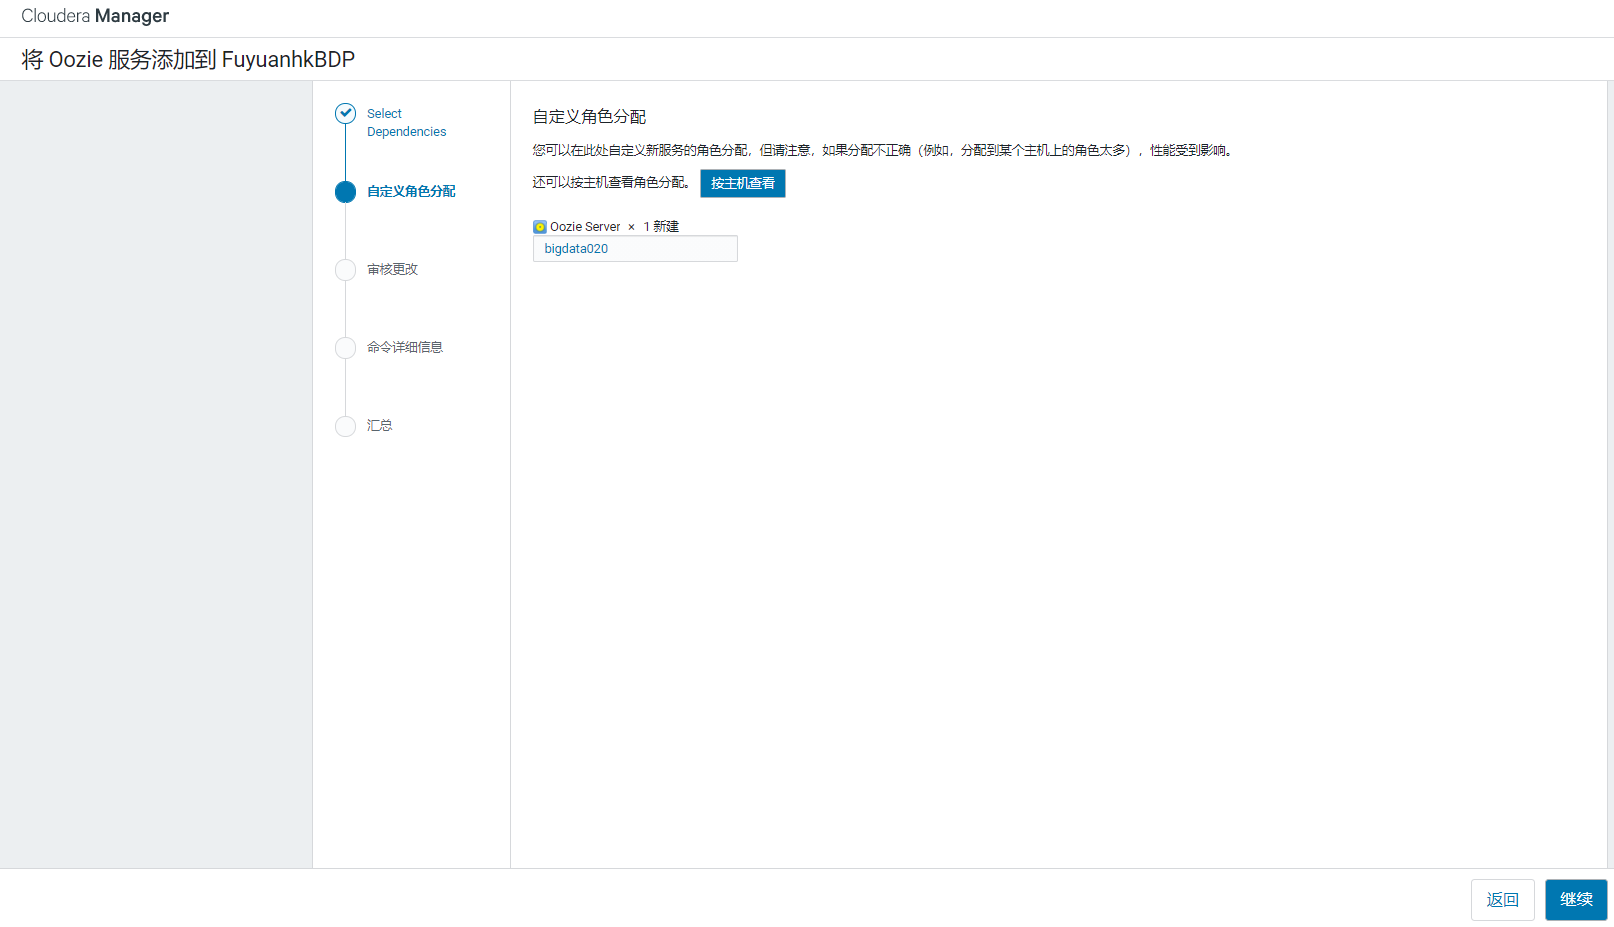 Cloudera Manager
将 Oozie 服务添加到 FuyuanhkBDP
Select
Dependencies
自定义角色分配
审核更改
命令详细信息
汇总
自定义角色分配
您可以在此处自定义新服务的角色分配，但请注意，如果分配不正确（例如，分配到某个主机上的角色太多），性能受到影响。
还可以按主机查看角色分配。 按主机查看
Oozie Server × 1 新建
bigdata020
返回 继续